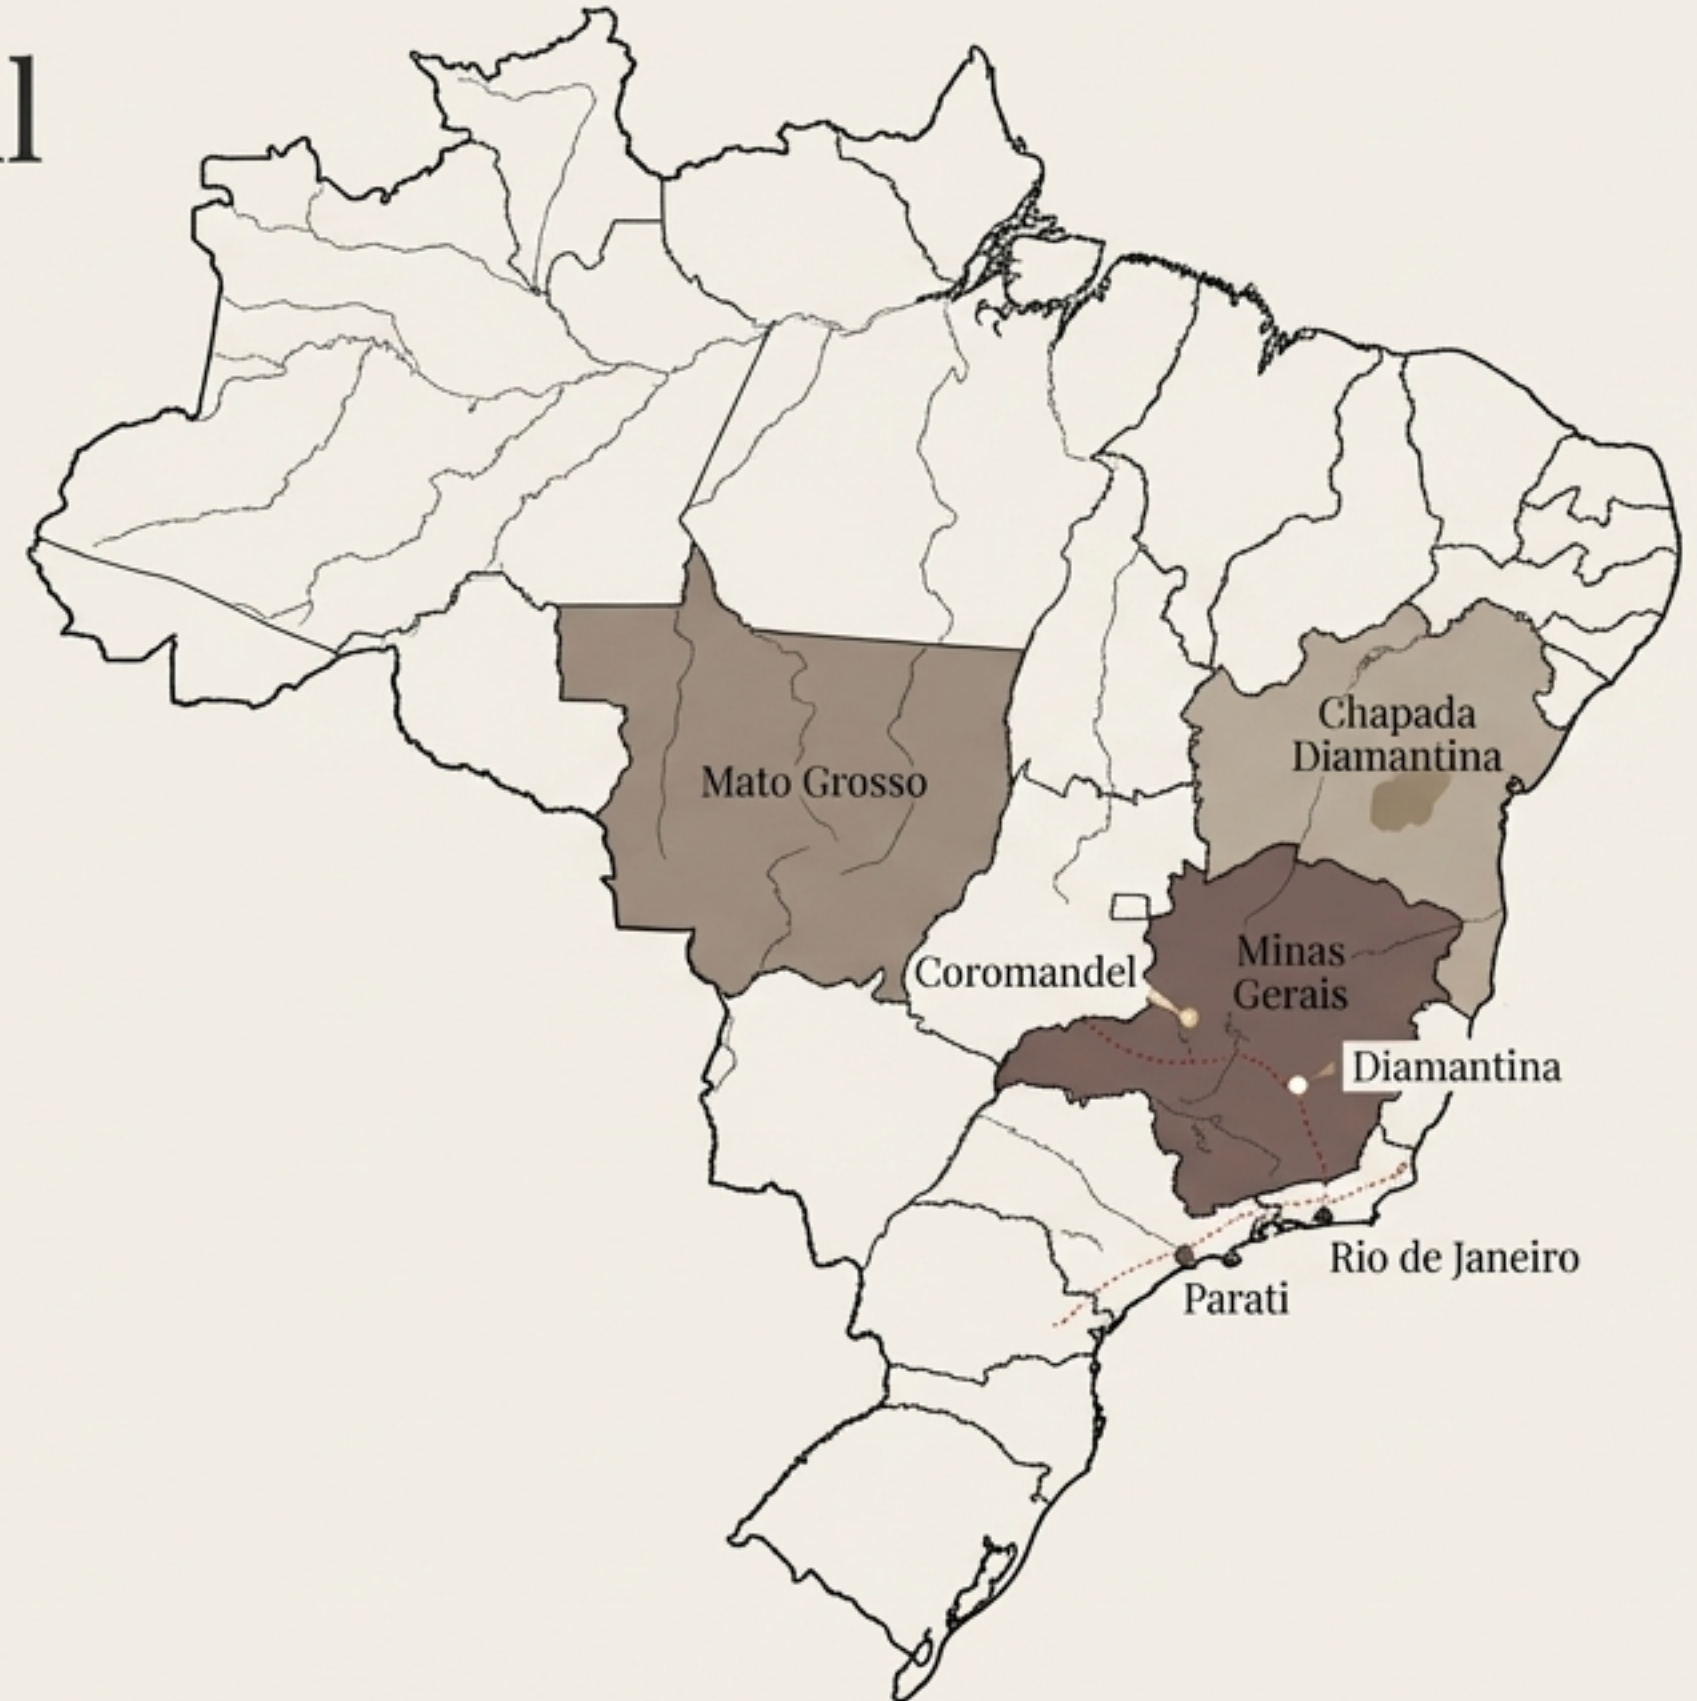 l
Chapada
Diamantina
Mato Grosso
Minas
Gerais
Coromandel
Diamantina
Rio de Janeiro
Parati